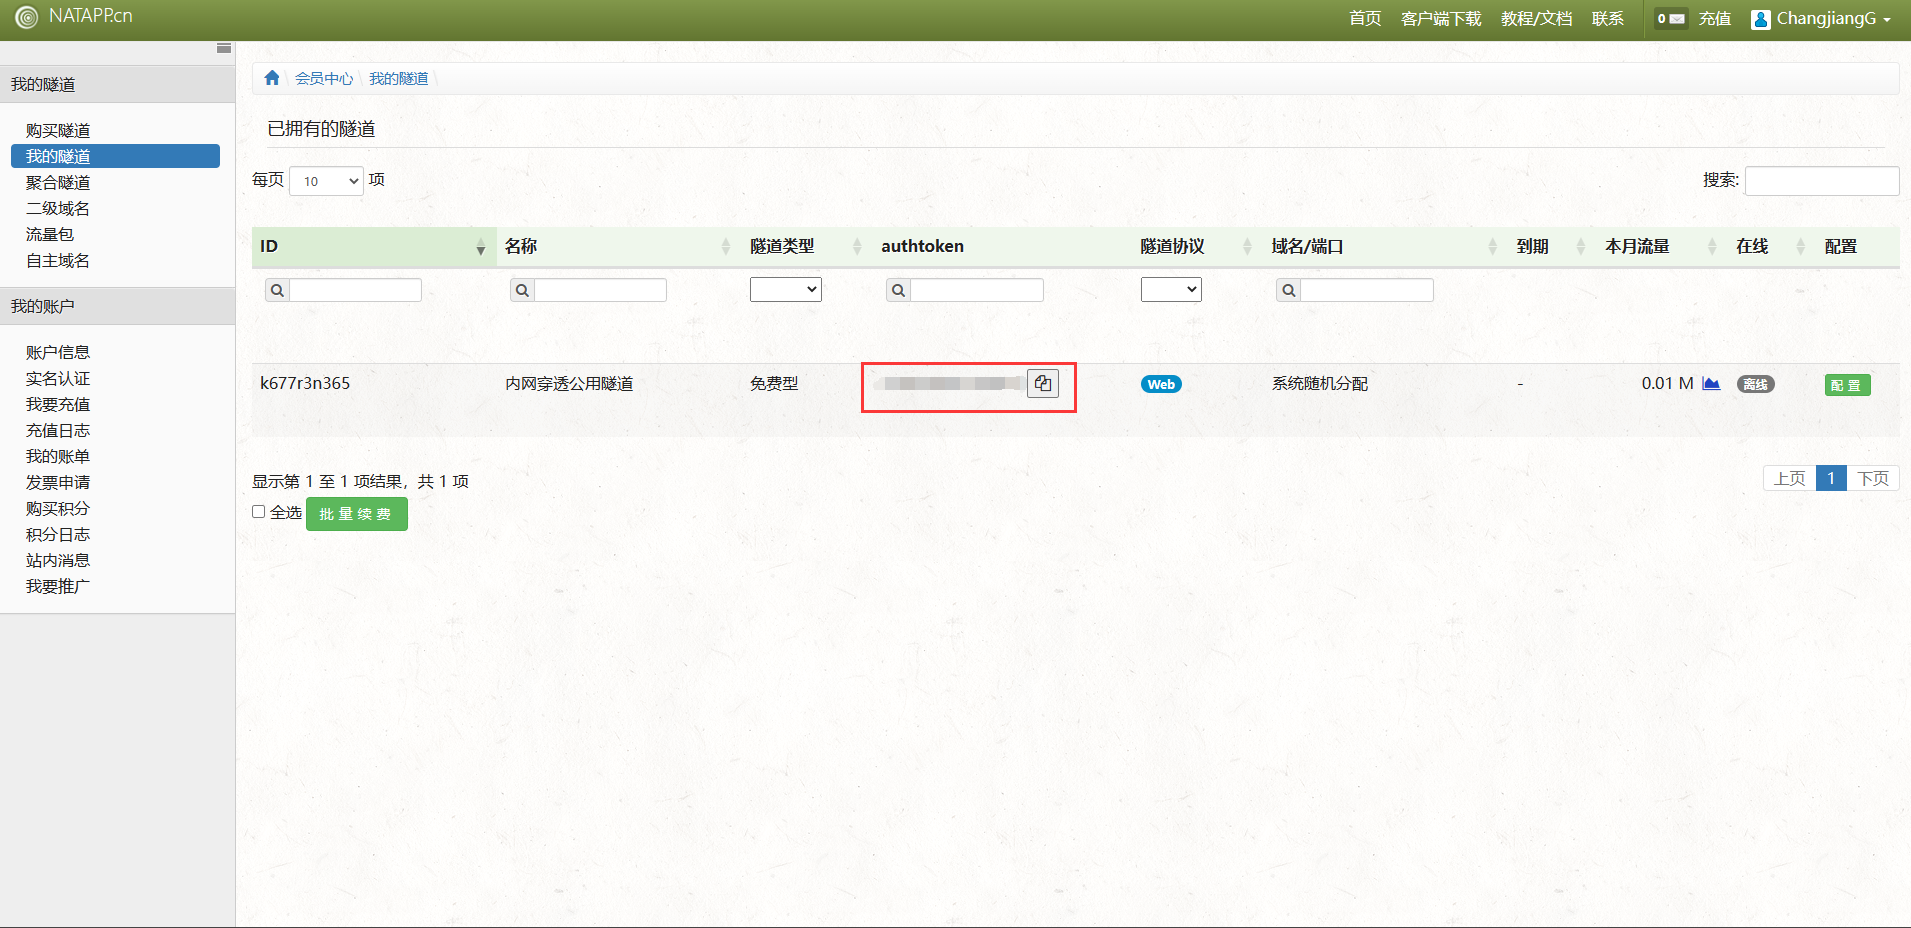 NATAPP.cn
首页 客户端下载 教程/文档 联系 0 充值 ChangjiangG
我的隧道
购买隧道
我的隧道
聚合隧道
二级域名
流量包
自主域名
我的账户
账户信息
实名认证
我要充值
充值日志
我的账单
发票申请
购买积分
积分日志
站内消息
我要推广
会员中心 \ 我的隧道 \
已拥有的隧道
每页 10 项 搜索:
ID 名称 隧道类型 authtoken 隧道协议 域名/端口 到期 本月流量 在线 配置
k677r3n365 内网穿透公用隧道 免费型 Web 系统随机分配 - 0.01 M 离线 配 置
显示第 1 至 1 项结果，共 1 项 上页 1 下页
全选 批 量 续 费